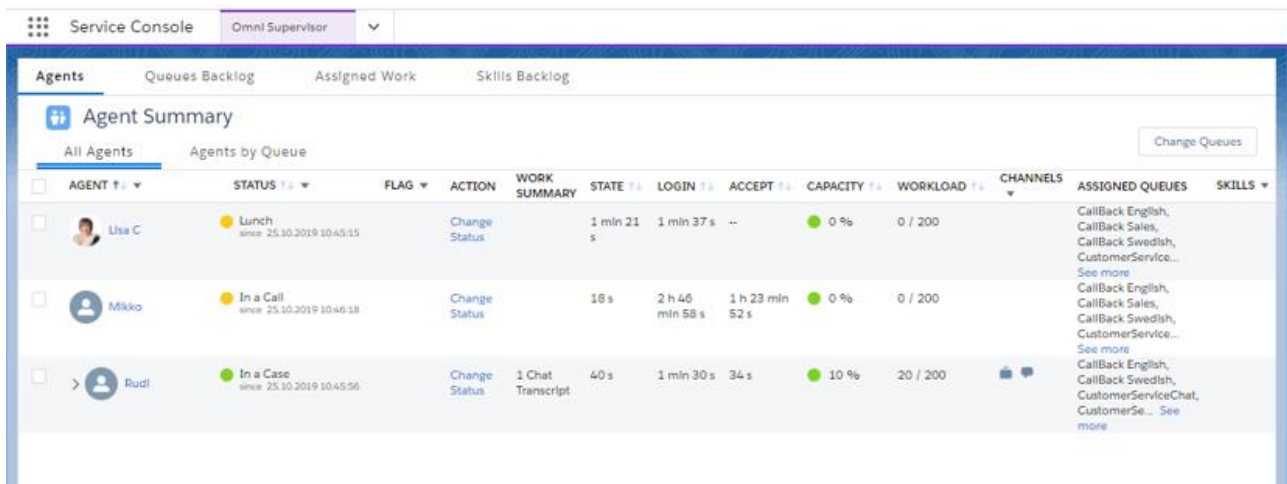 Service Console Omni Supervisor
Agents Queues Backlog Assigned Work Skills Backlog
Agent Summary
Change Queues
All Agents Agents by Queue
AGENT STATUS FLAG ACTION WORK SUMMARY STATE LOGIN ACCEPT CAPACITY WORKLOAD CHANNELS ASSIGNED QUEUES SKILLS
Lisa C
Lunch
since 25.10.2019 10:45:15
Change
Status
1 min 21
s
1 min 37 s
--
0 %
0 / 200
CallBack English,
CallBack Sales,
CallBack Swedish,
CustomerService...
See more
Mikko
In a Call
since 25.10.2019 10:46:18
Change
Status
18 s
2 h 46
min 58 s
1 h 23 min
52 s
0 %
0 / 200
CallBack English,
CallBack Sales,
CallBack Swedish,
CustomerService...
See more
Rudi
In a Case
since 25.10.2019 10:45:56
Change
Status
1 Chat
Transcript
40 s
1 min 30 s
34 s
10 %
20 / 200
CallBack English,
CallBack Swedish,
CustomerServiceChat,
CustomerSe... See
more